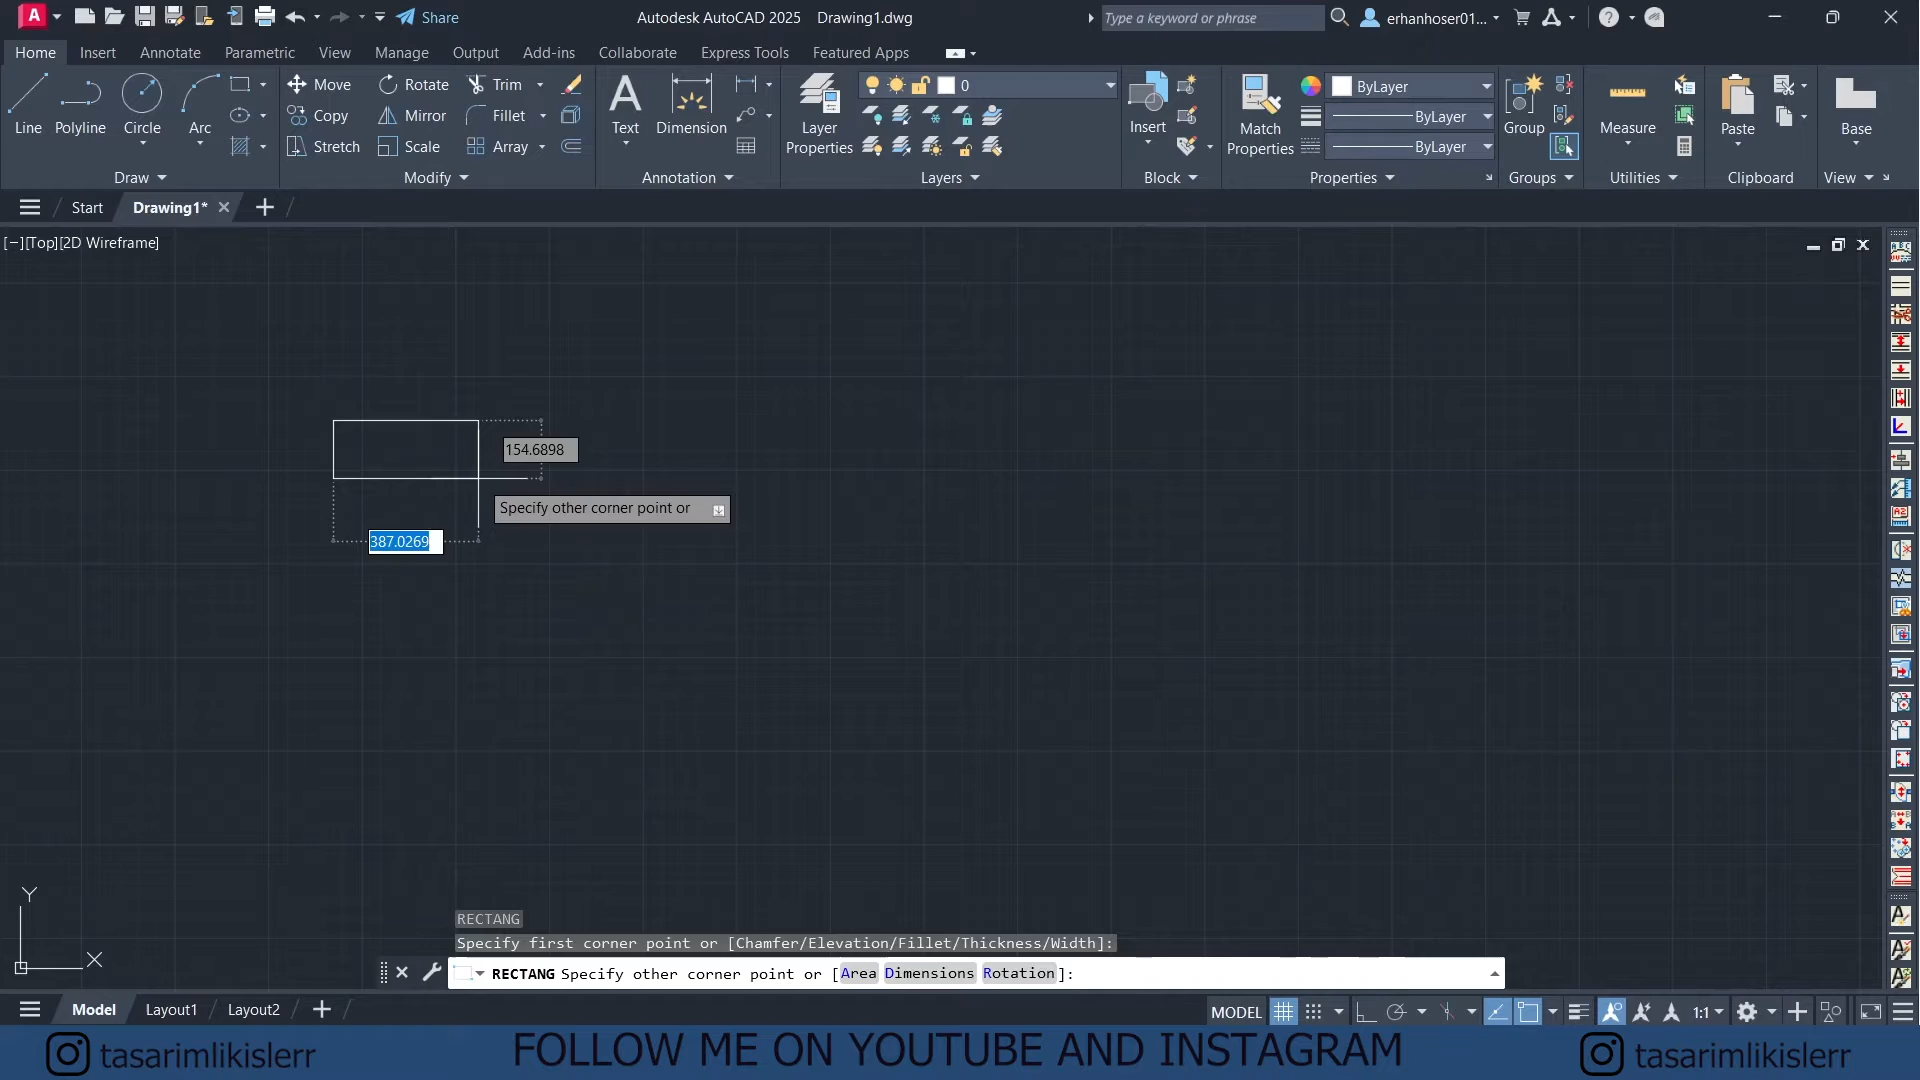 Share
Autodesk AutoCAD 2025 Drawing1.dwg
Type a keyword or phrase
erhanhoser01...
Home Insert Annotate Parametric View Manage Output Add-ins Collaborate Express Tools Featured Apps
Line Polyline Circle Arc
Draw
Move Rotate Trim
Copy Mirror Fillet
Stretch Scale Array
Modify
Text Dimension
Annotation
Layer
Properties
0
Layers
Insert
Block
Match
Properties
ByLayer
ByLayer
ByLayer
Properties
Group
Groups
Measure
Utilities
Paste
Clipboard
Base
View
Start Drawing1*
[−][Top][2D Wireframe]
154.6898
Specify other corner point or
387.0269
Y
X
RECTANG
Specify first corner point or [Chamfer/Elevation/Fillet/Thickness/Width]:
RECTANG Specify other corner point or [Area Dimensions Rotation]:
Model Layout1 Layout2
MODEL 1:1
tasarimlikislerr FOLLOW ME ON YOUTUBE AND INSTAGRAM tasarimlikislerr